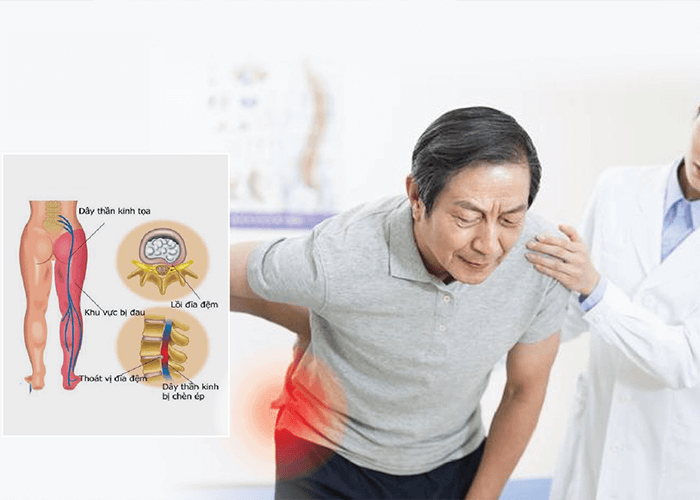 Dây thần kinh tọa
Lồi đĩa đệm
Khu vực bị đau
Thoát vị đĩa đệm
Dây thần kinh
bị chèn ép